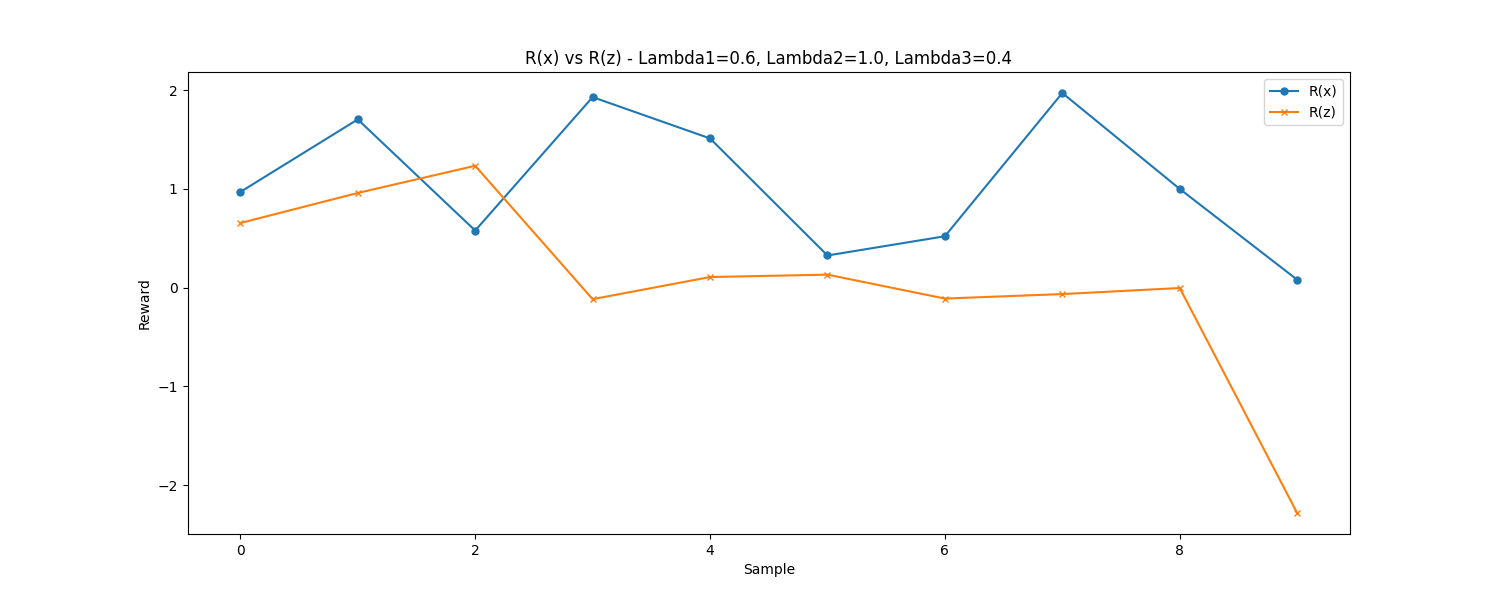 R(x) vs R(z) - Lambda1=0.6, Lambda2=1.0, Lambda3=0.4
R(x)
R(z)
2
1
0
−1
−2
Reward
0 2 4 6 8
Sample